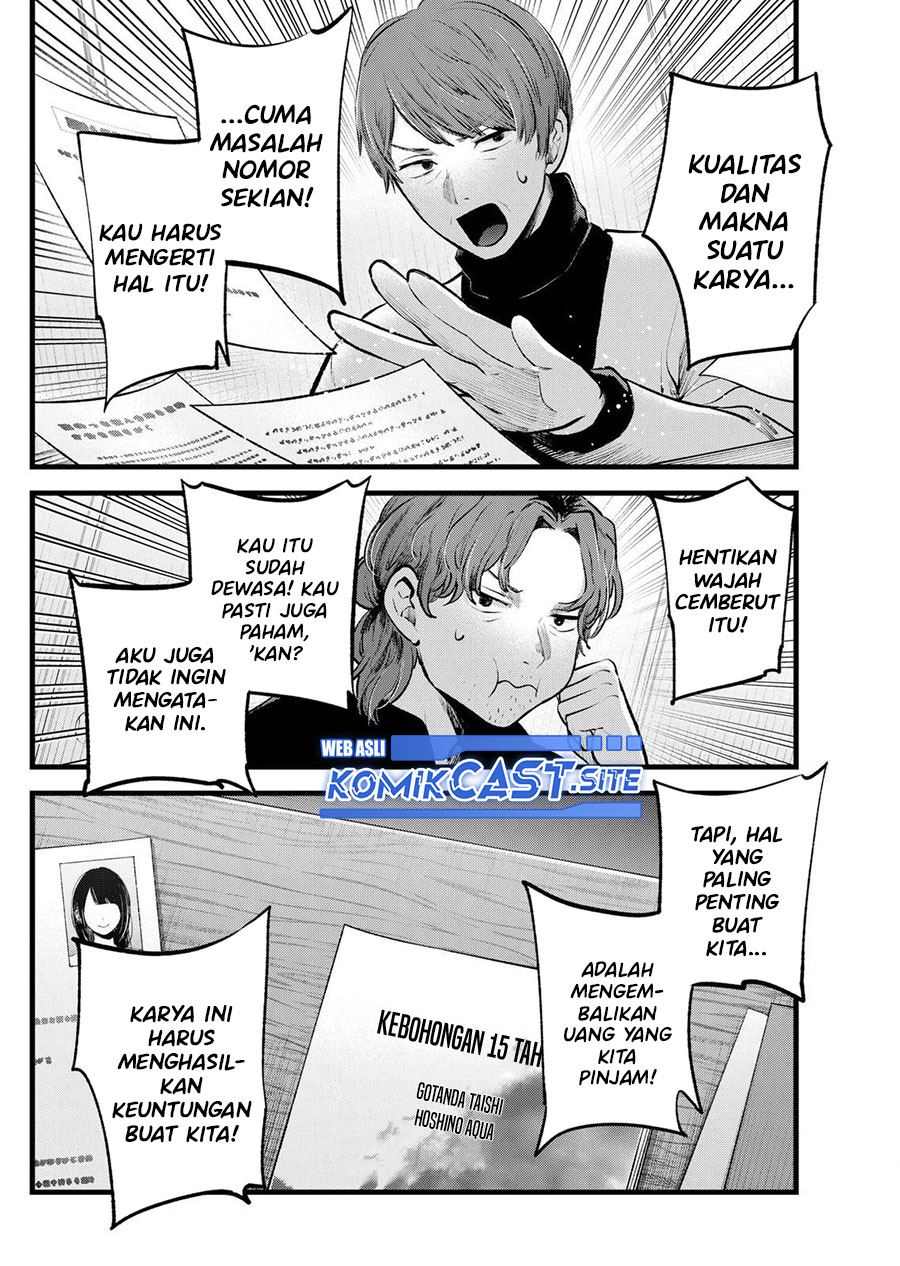 KUALITAS
DAN
MAKNA
SUATU
KARYA...
...CUMA
MASALAH
NOMOR
SEKIAN!
KAU HARUS
MENGERTI
HAL ITU!
HENTIKAN
WAJAH
CEMBERUT
ITU!
KAU ITU
SUDAH
DEWASA! KAU
PASTI JUGA
PAHAM,
'KAN?
AKU JUGA
TIDAK INGIN
MENGATA-
KAN INI.
WEB ASLI
KOMIKCAST.SITE
TAPI, HAL
YANG
PALING
PENTING
BUAT
KITA...
ADALAH
MENGEM-
BALIKAN
UANG YANG
KITA
PINJAM!
KEBOHONGAN 15 TAH
GOTANDA TAISHI
HOSHINO AQUA
KARYA INI
HARUS
MENGHASIL-
KAN
KEUNTUNGAN
BUAT KITA!